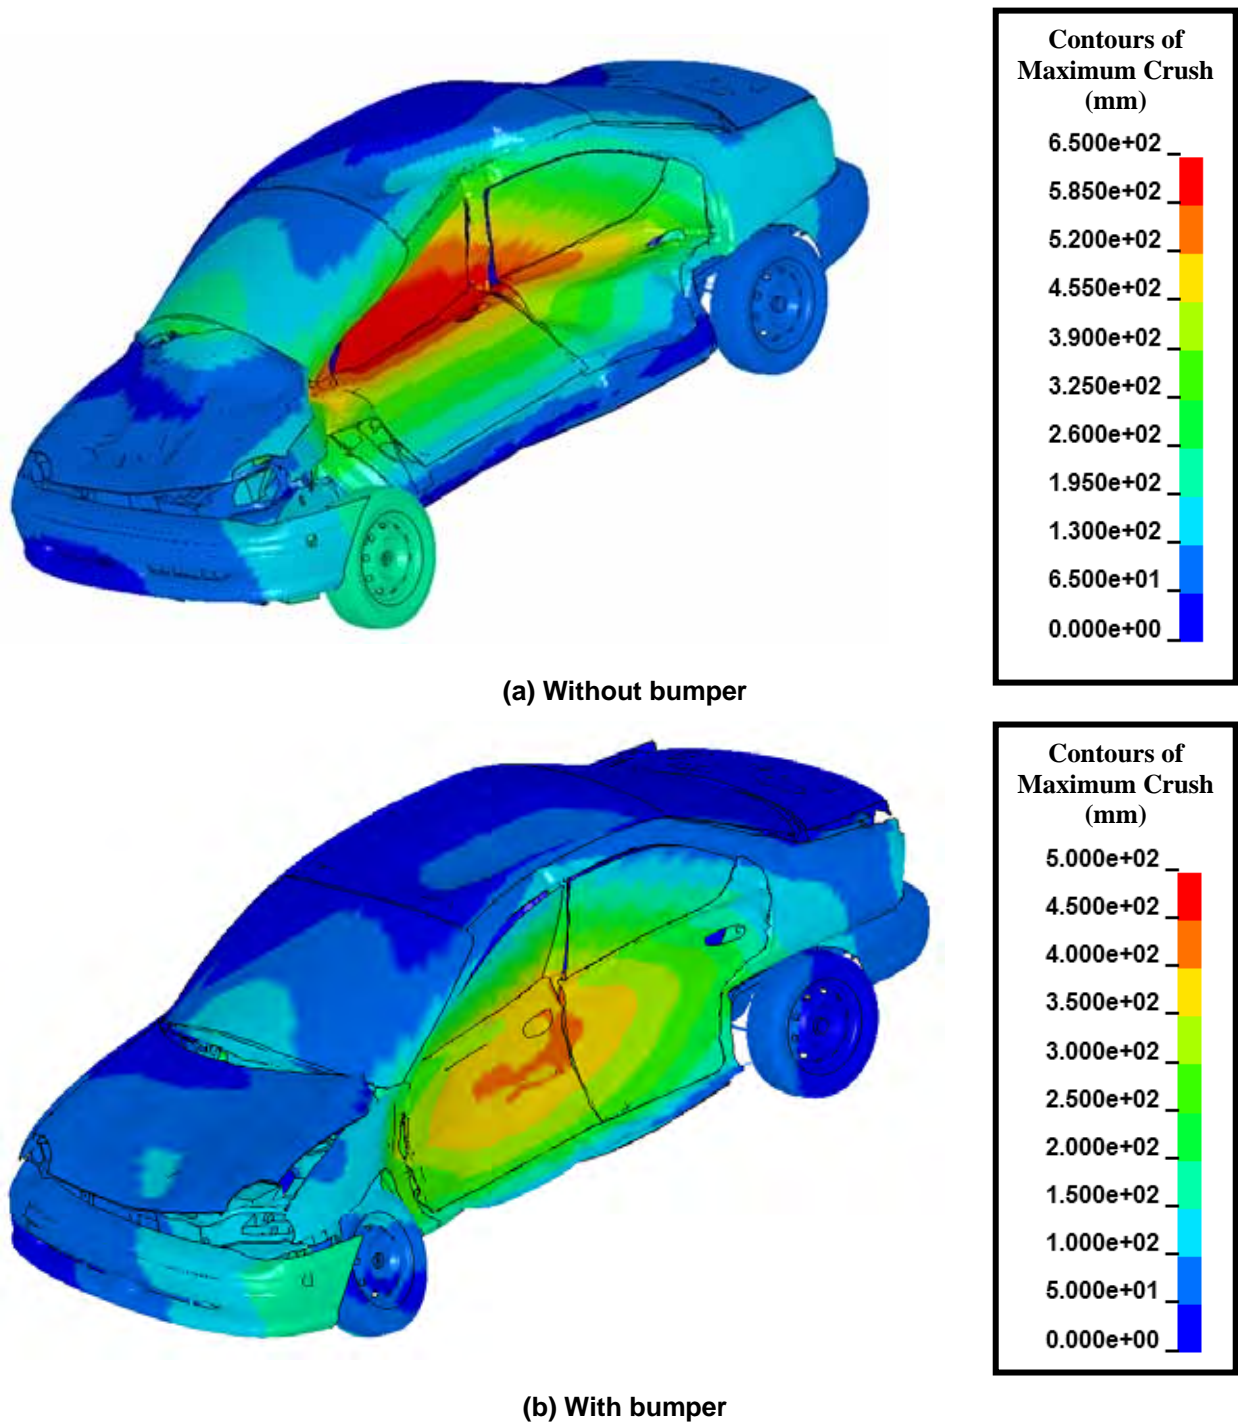 Contours of
Maximum Crush
(mm)
6.500e+02
5.850e+02
5.200e+02
4.550e+02
3.900e+02
3.250e+02
2.600e+02
1.950e+02
1.300e+02
6.500e+01
0.000e+00
(a) Without bumper
Contours of
Maximum Crush
(mm)
5.000e+02
4.500e+02
4.000e+02
3.500e+02
3.000e+02
2.500e+02
2.000e+02
1.500e+02
1.000e+02
5.000e+01
0.000e+00
(b) With bumper